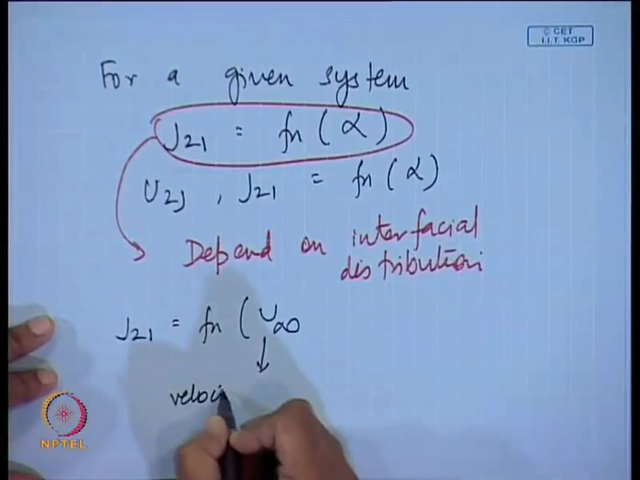 © CET
I.I.T. KGP
For a given system
J21 = fn (α)
U2J , J21 = fn (α)
Depend on interfacial
distribution
J21 = fn ( U∞
veloci
NPTEL